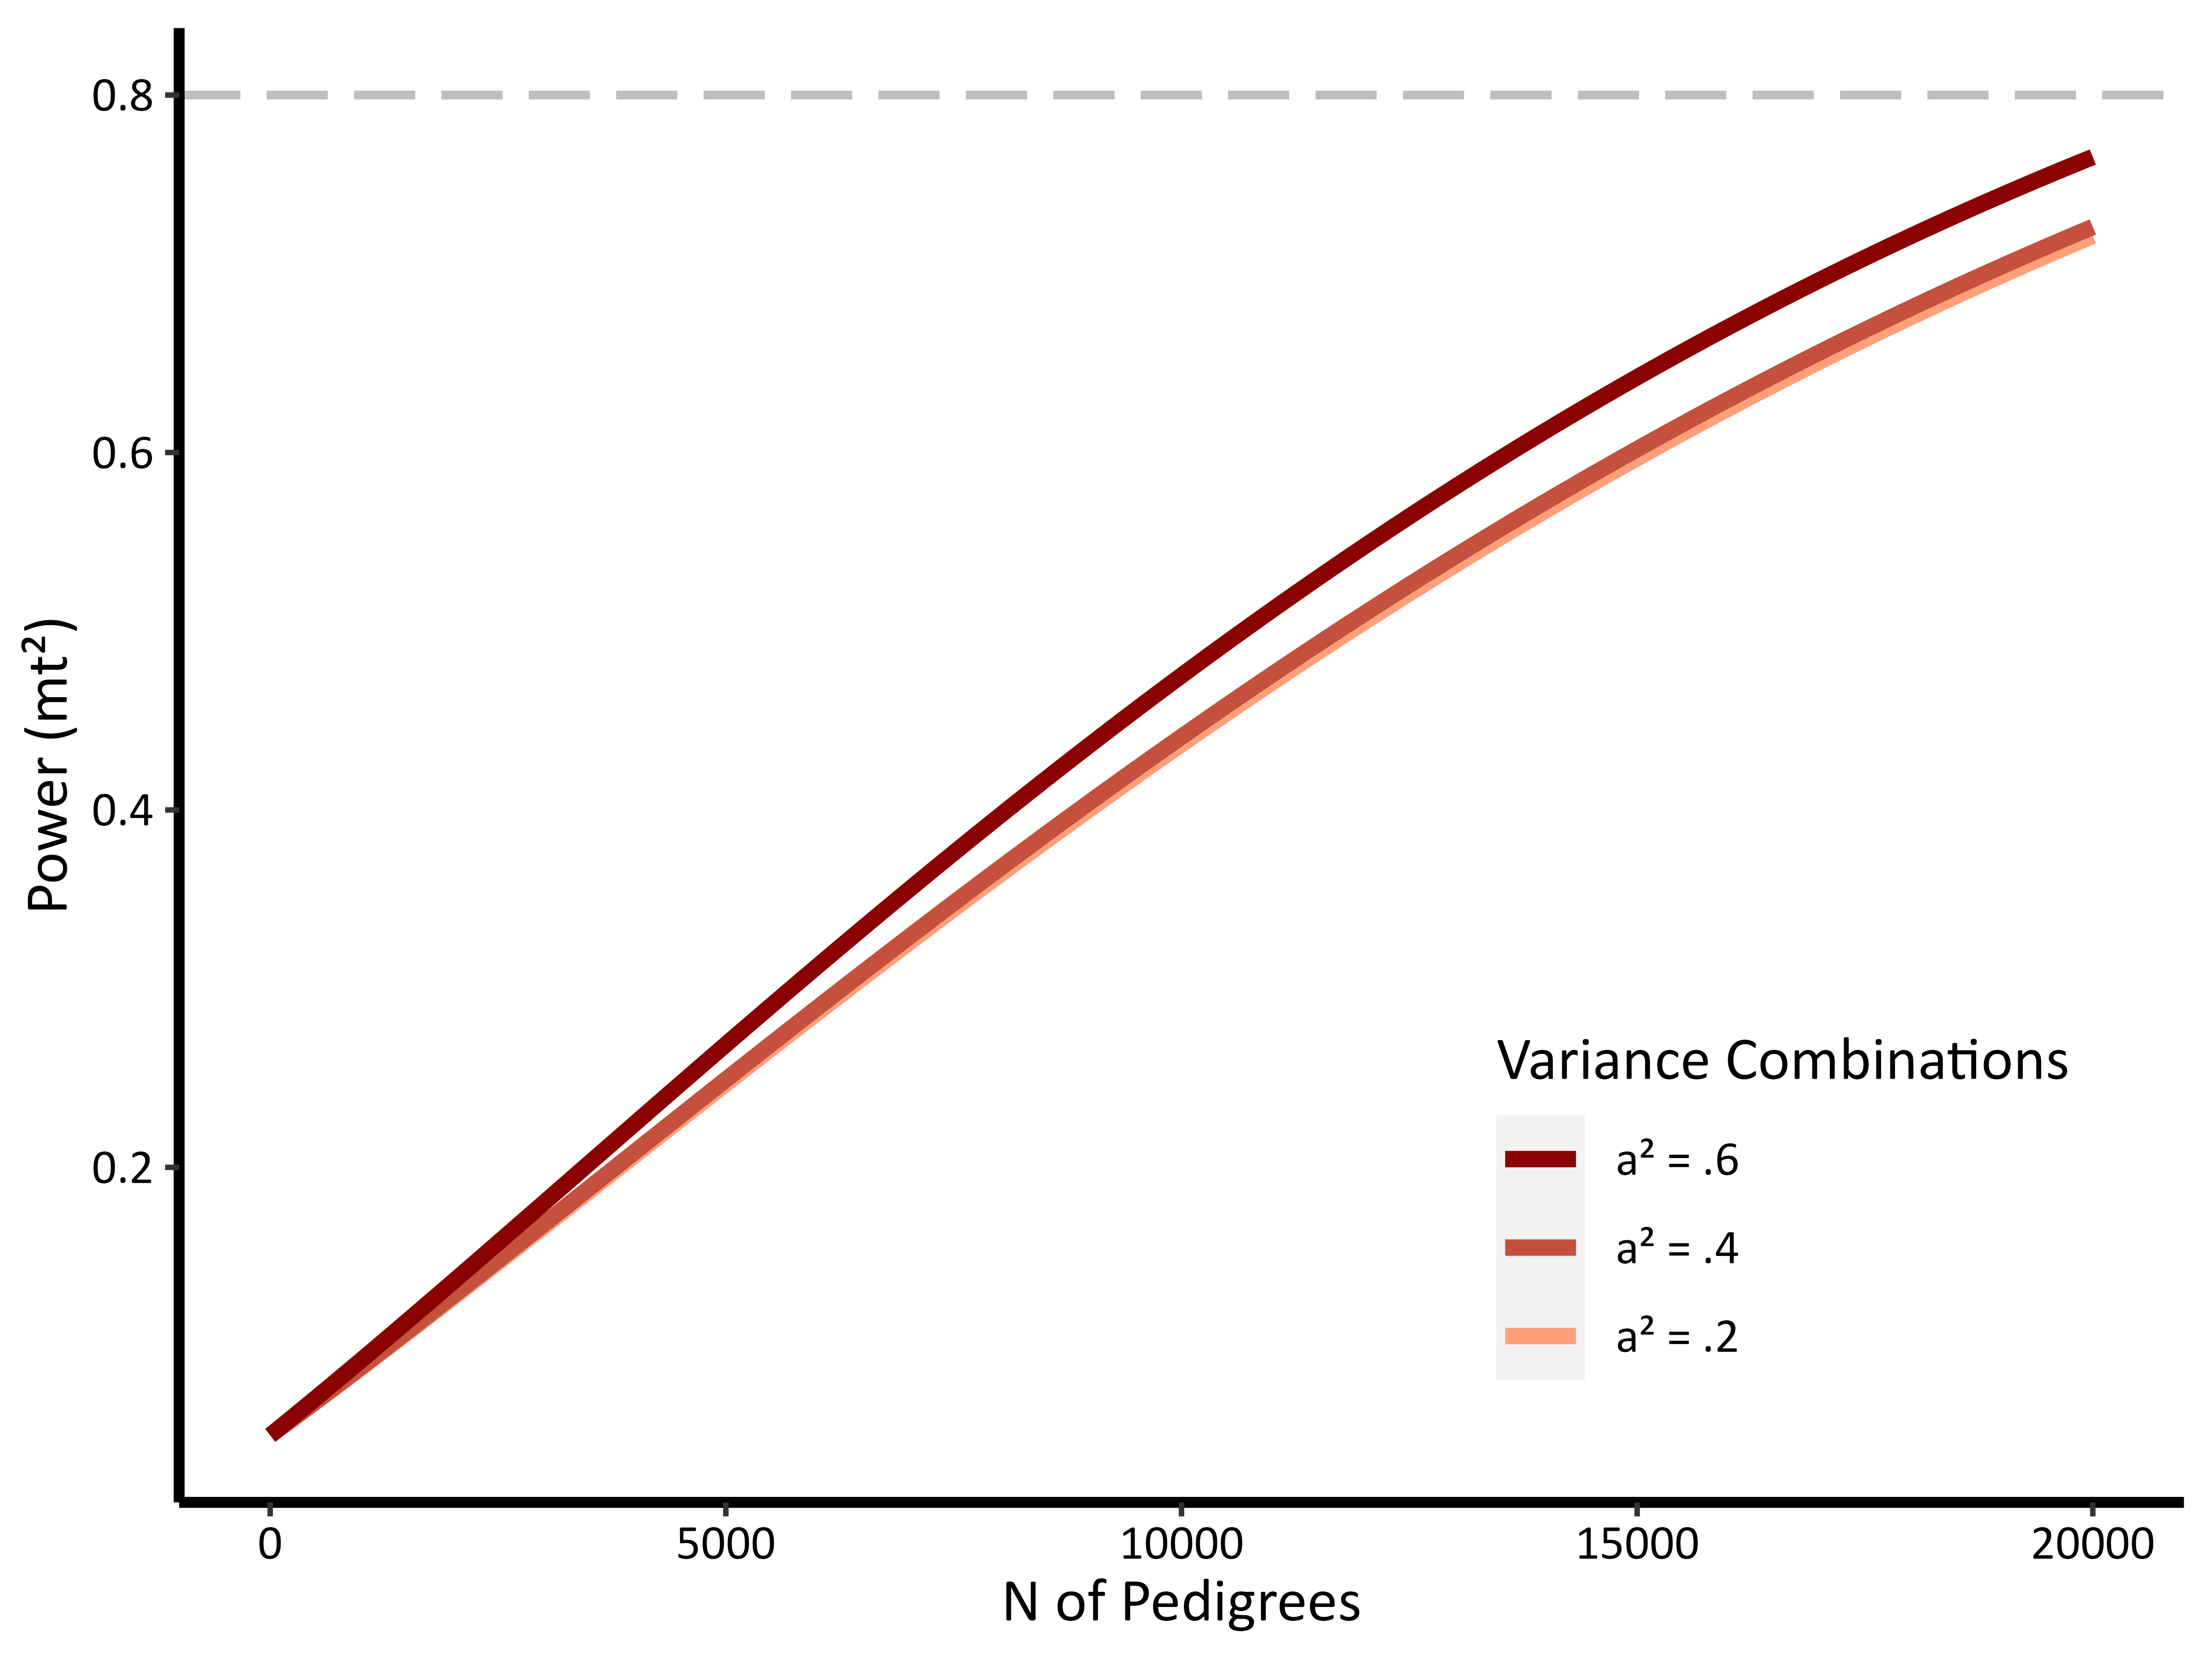 Power (mt²)
0.8
0.6
0.4
0.2
Variance Combinations
a² = .6
a² = .4
a² = .2
0 5000 10000 15000 20000
N of Pedigrees